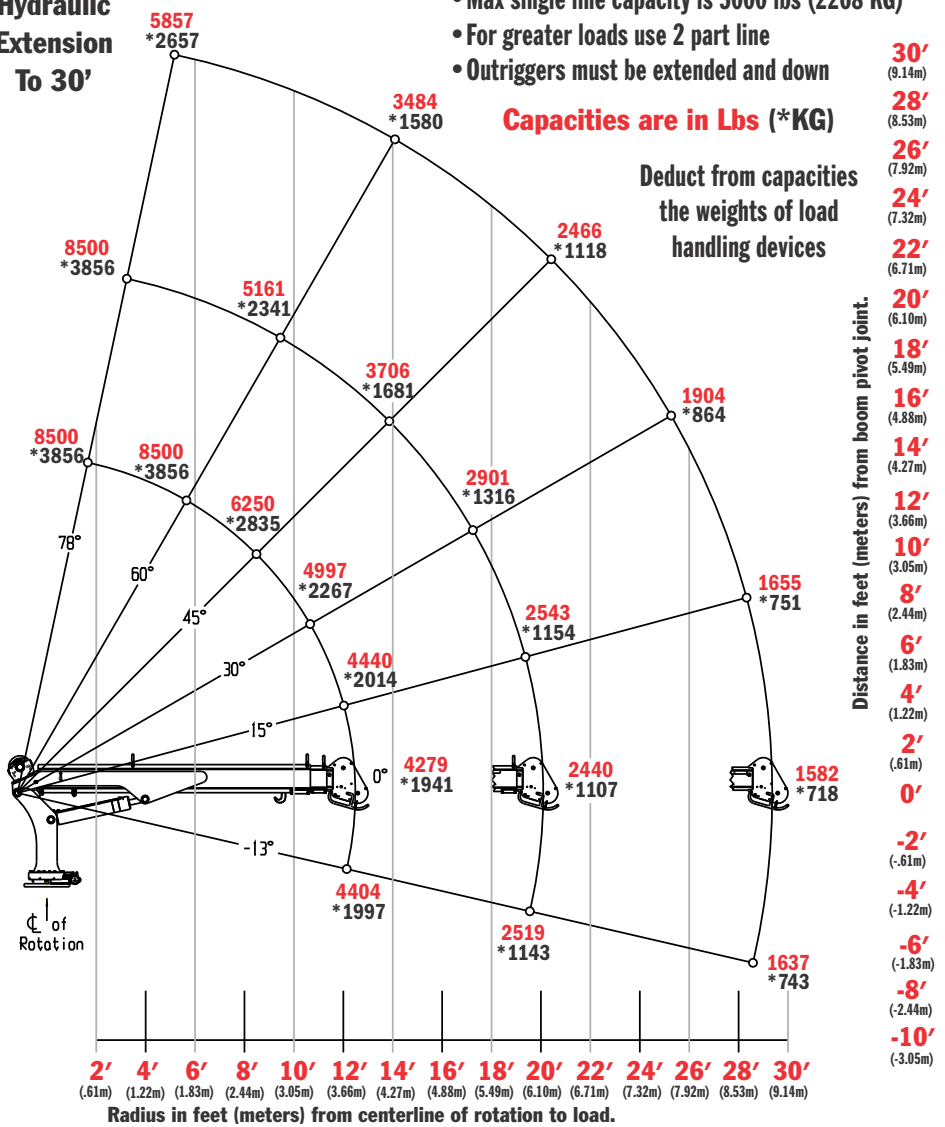 Hydraulic
Extension
To 30'
• Max single line capacity is 5000 lbs (2268 KG)
• For greater loads use 2 part line
• Outriggers must be extended and down
Capacities are in Lbs (*KG)
Deduct from capacities
the weights of load
handling devices
5857
*2657
3484
*1580
2466
*1118
1904
*864
1655
*751
1582
*718
1637
*743
8500
*3856
5161
*2341
3706
*1681
2901
*1316
2543
*1154
2440
*1107
2519
*1143
8500
*3856
8500
*3856
6250
*2835
4997
*2267
4440
*2014
4279
*1941
4404
*1997
78°
60°
45°
30°
15°
0°
-13°
℄ of
Rotation
Distance in feet (meters) from boom pivot joint.
30'
(9.14m)
28'
(8.53m)
26'
(7.92m)
24'
(7.32m)
22'
(6.71m)
20'
(6.10m)
18'
(5.49m)
16'
(4.88m)
14'
(4.27m)
12'
(3.66m)
10'
(3.05m)
8'
(2.44m)
6'
(1.83m)
4'
(1.22m)
2'
(.61m)
0'
-2'
(-.61m)
-4'
(-1.22m)
-6'
(-1.83m)
-8'
(-2.44m)
-10'
(-3.05m)
2' 4' 6' 8' 10' 12' 14' 16' 18' 20' 22' 24' 26' 28' 30'
(.61m) (1.22m) (1.83m) (2.44m) (3.05m) (3.66m) (4.27m) (4.88m) (5.49m) (6.10m) (6.71m) (7.32m) (7.92m) (8.53m) (9.14m)
Radius in feet (meters) from centerline of rotation to load.